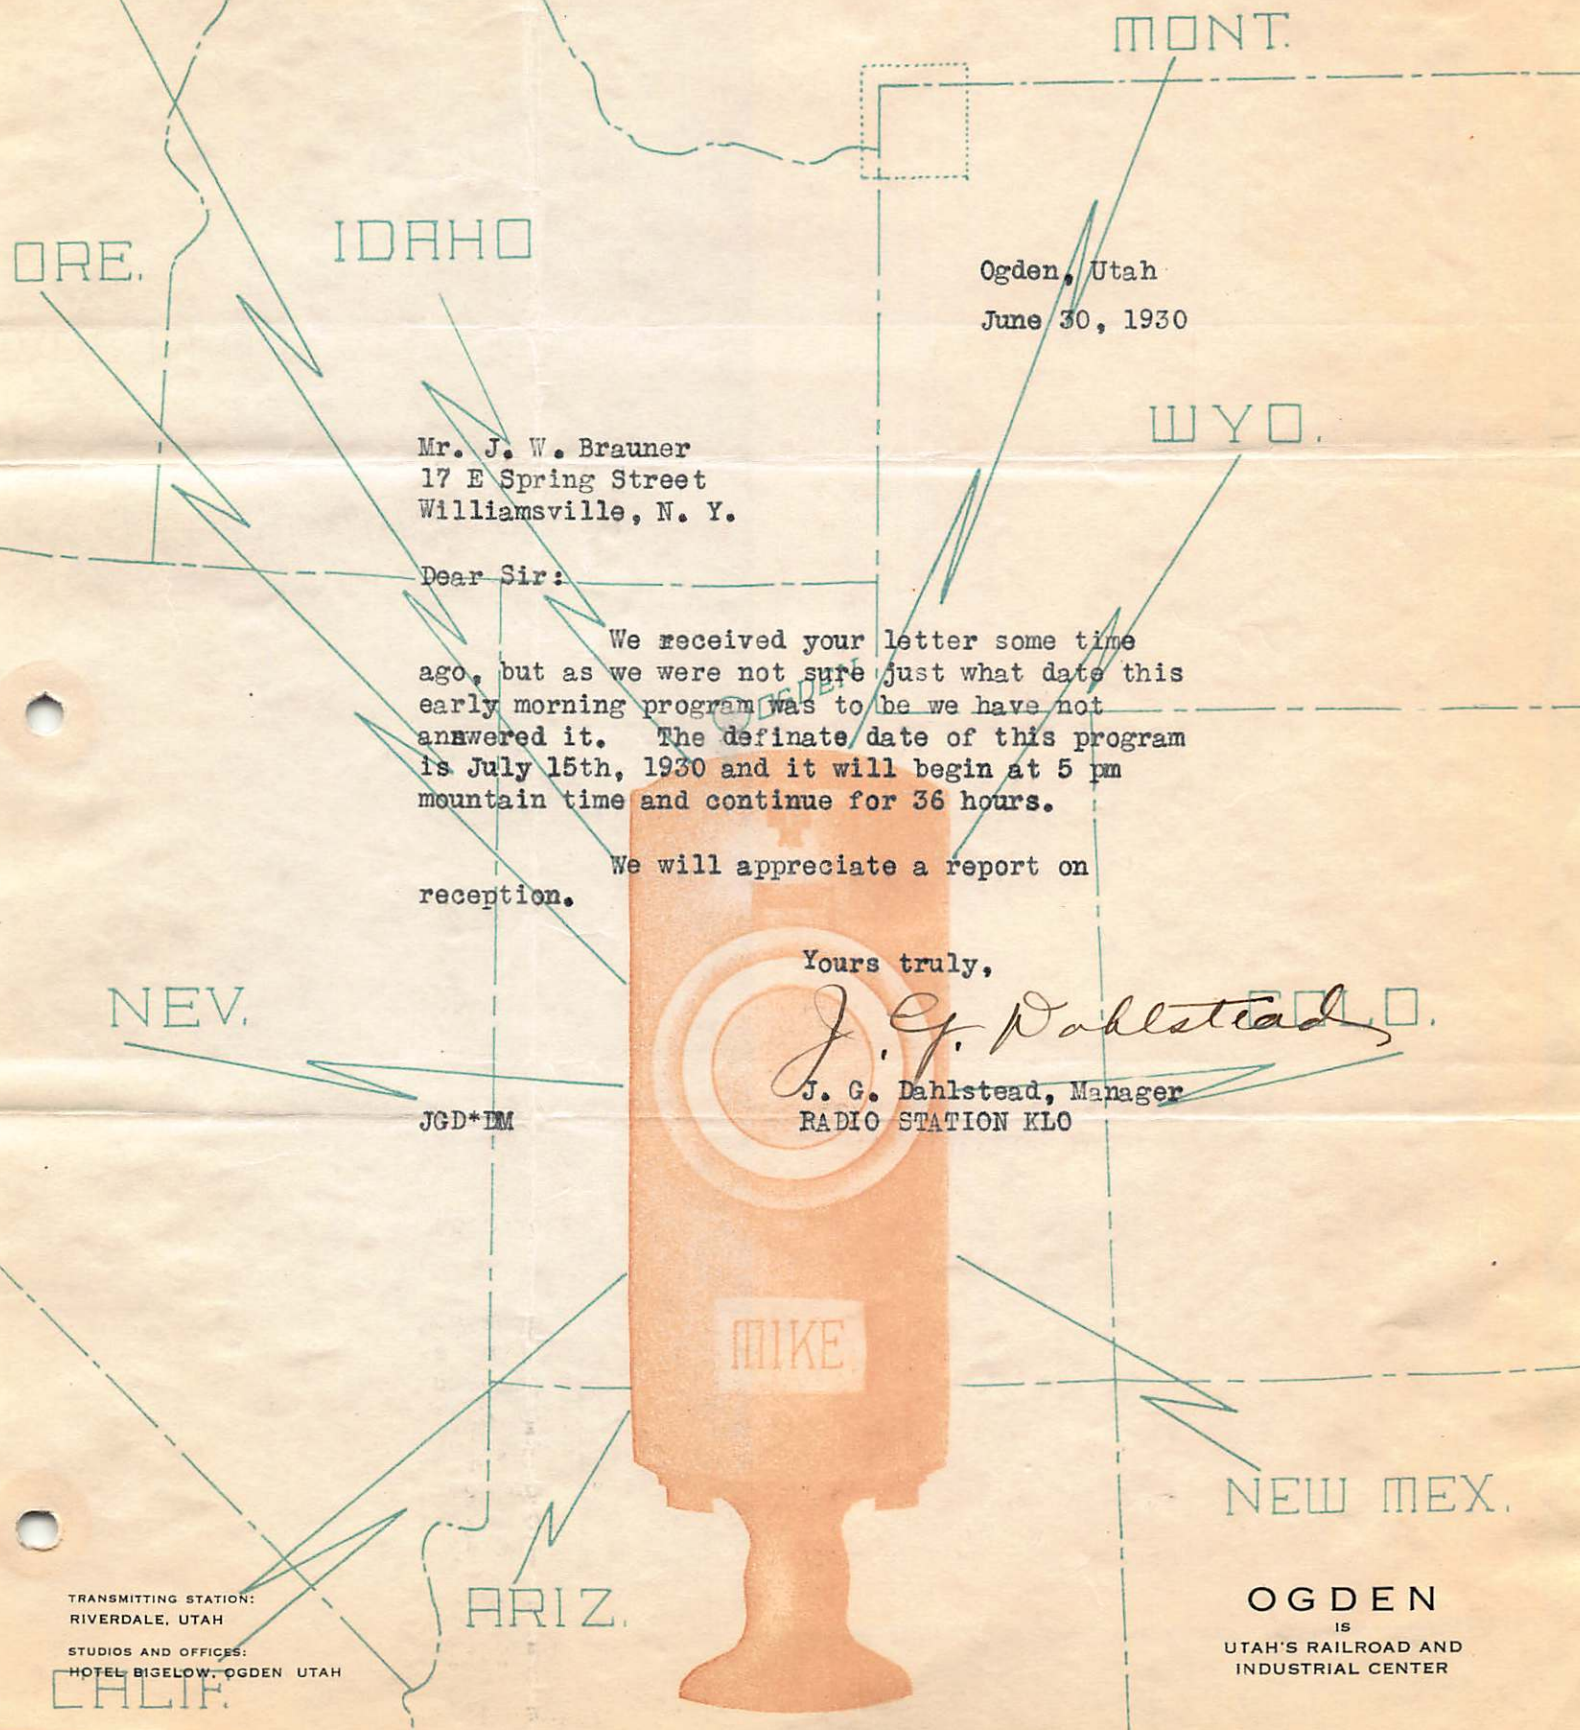 MONT.
IDAHO
ORE.
Ogden, Utah
June 30, 1930
WYO.
Mr. J. W. Brauner
17 E Spring Street
Williamsville, N. Y.
Dear Sir:
We received your letter some time
ago, but as we were not sure just what date this
OGDEN
early morning program was to be we have not
answered it. The definate date of this program
is July 15th, 1930 and it will begin at 5 pm
mountain time and continue for 36 hours.
We will appreciate a report on
reception.
Yours truly,
NEV.
COLO.
J. G. Dahlstead
J. G. Dahlstead, Manager
JGD*DM
RADIO STATION KLO
MIKE
NEW MEX.
ARIZ.
TRANSMITTING STATION:
RIVERDALE, UTAH
STUDIOS AND OFFICES:
HOTEL BIGELOW, OGDEN UTAH
CALIF.
OGDEN
IS
UTAH'S RAILROAD AND
INDUSTRIAL CENTER